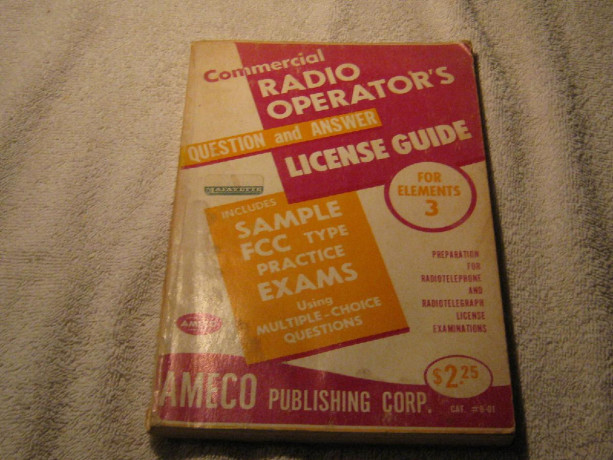 Commercial
RADIO
OPERATOR'S
QUESTION and ANSWER
LICENSE GUIDE
FOR
ELEMENTS
3
INCLUDES
SAMPLE
FCC TYPE
PRACTICE
EXAMS
Using
MULTIPLE-CHOICE
QUESTIONS
PREPARATION
FOR
RADIOTELEPHONE
AND
RADIOTELEGRAPH
LICENSE
EXAMINATIONS
AMECO
$2.25
AMECO PUBLISHING CORP.
CAT.